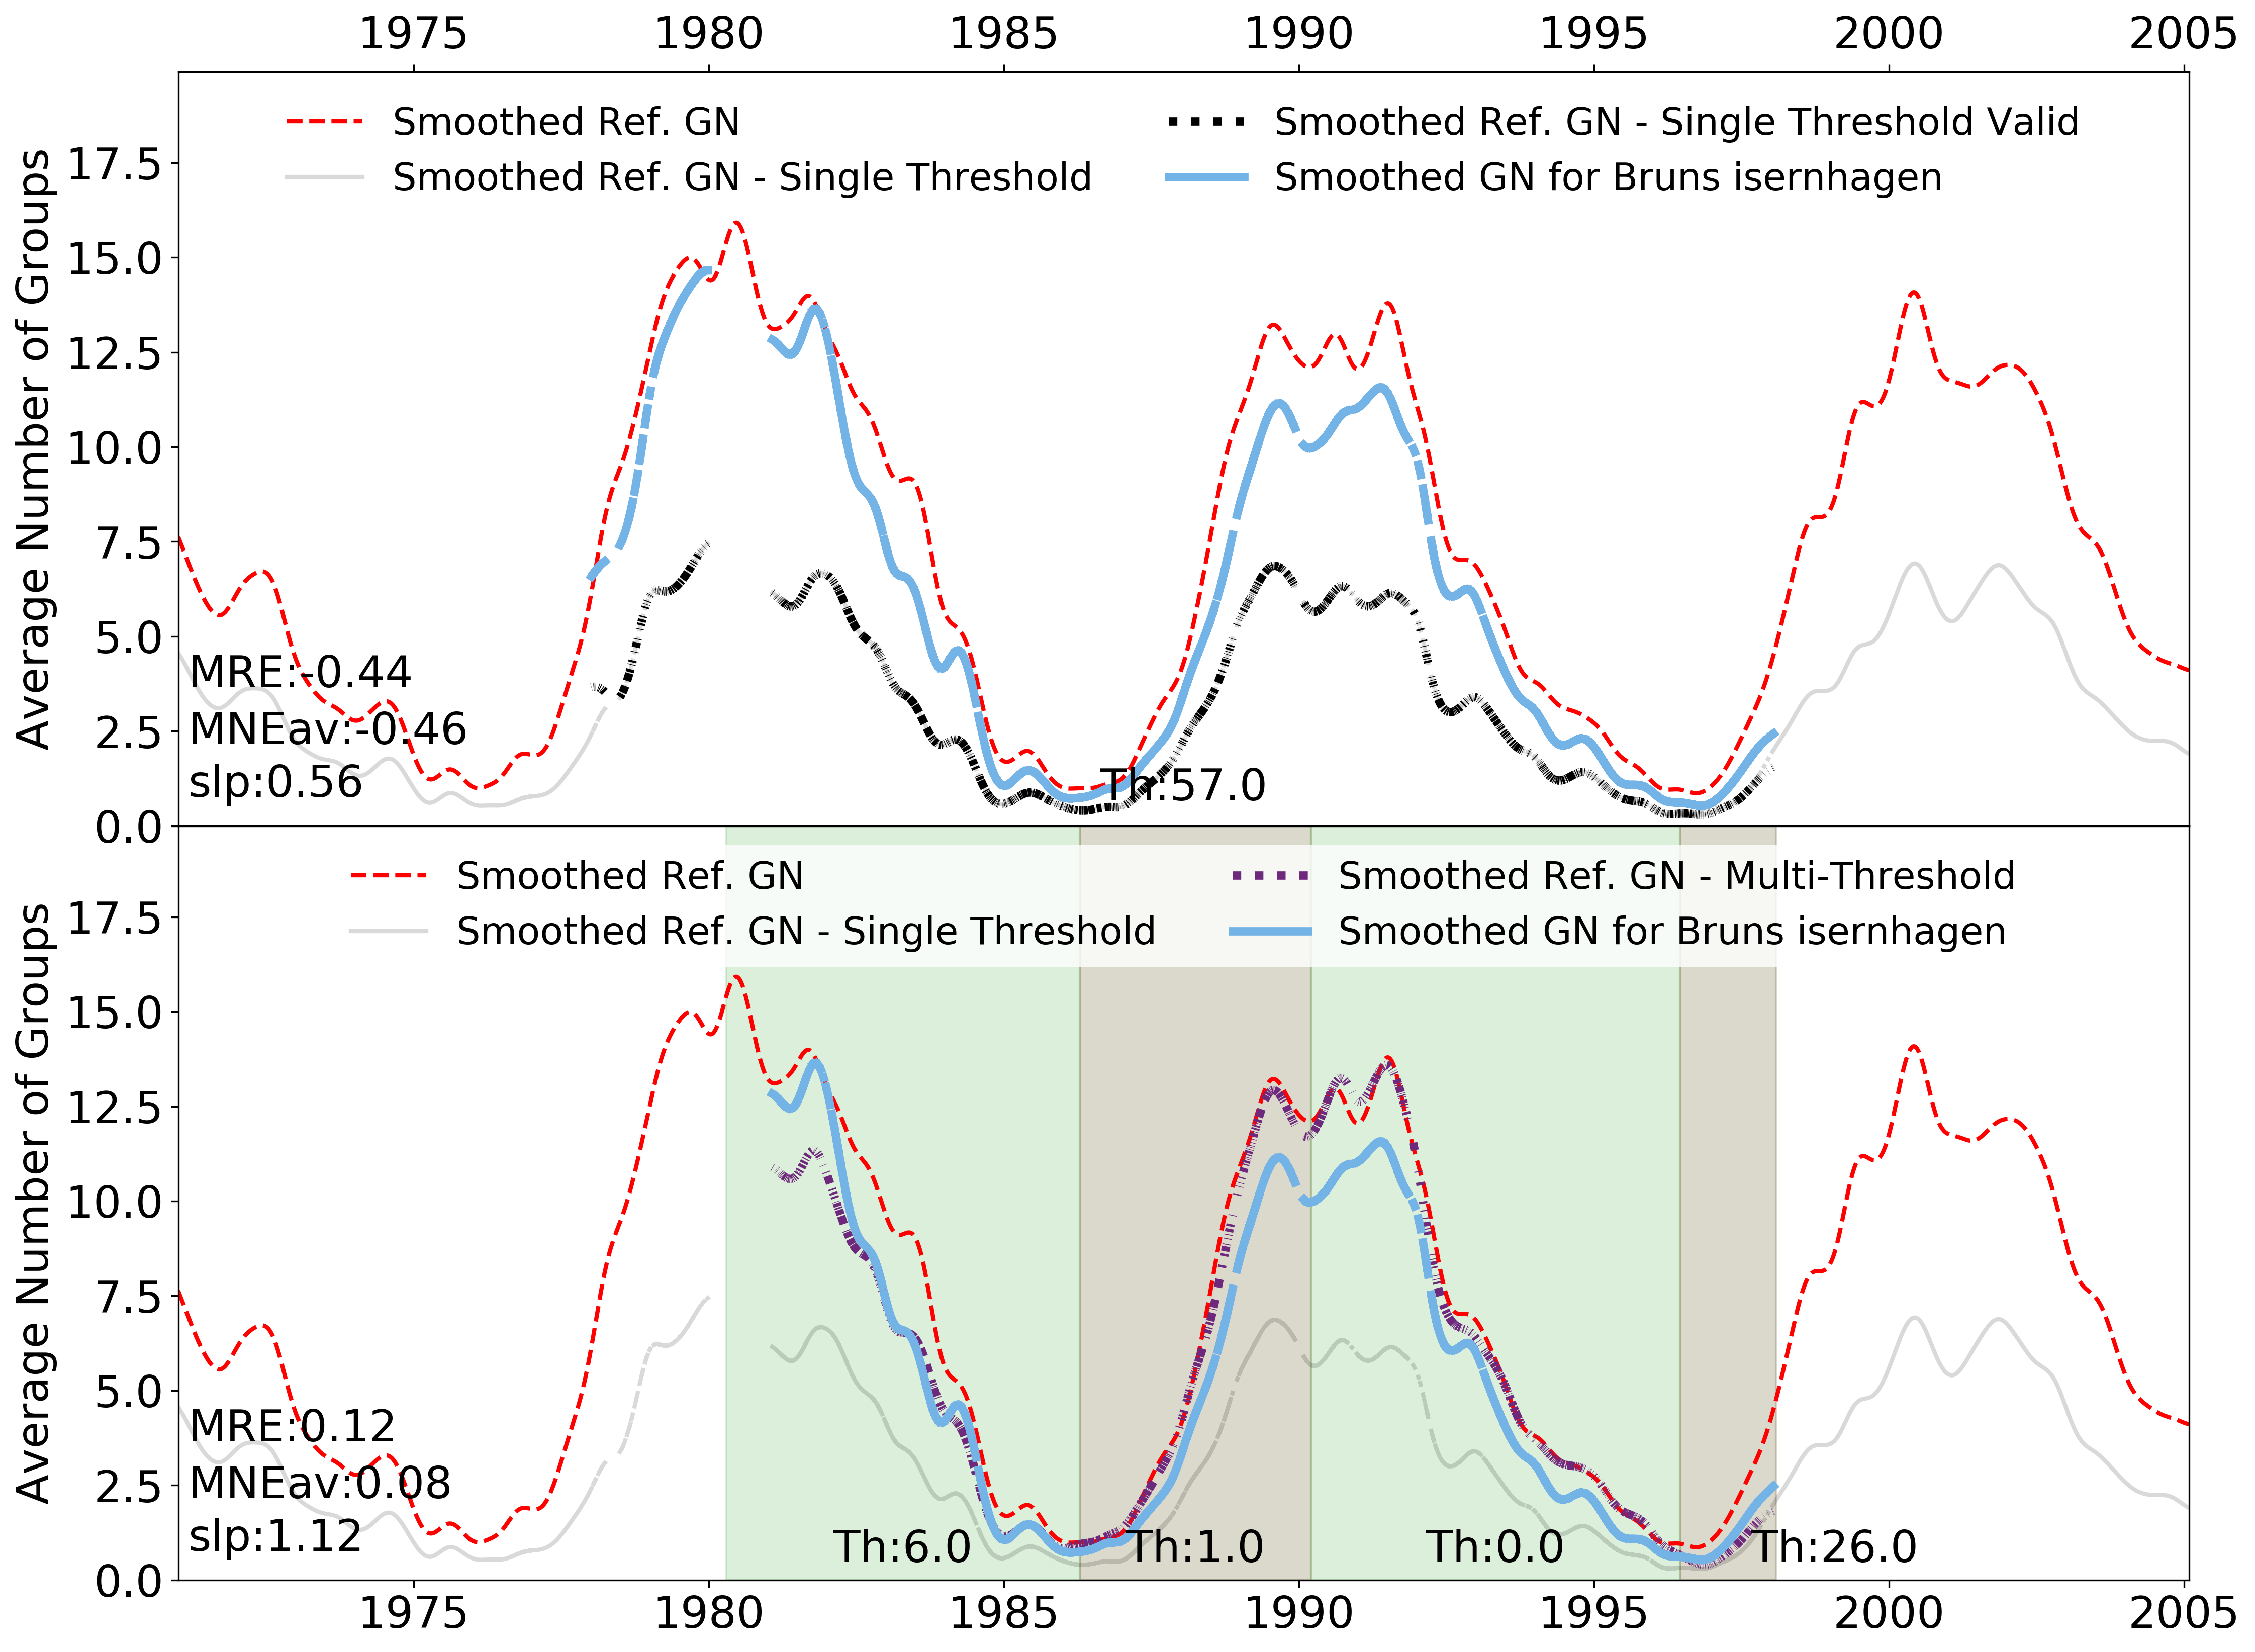 1975 1980 1985 1990 1995 2000 2005
Smoothed Ref. GN
Smoothed Ref. GN - Single Threshold
Smoothed Ref. GN - Single Threshold Valid
Smoothed GN for Bruns isernhagen
Average Number of Groups
17.5
15.0
12.5
10.0
7.5
5.0
2.5
0.0
MRE:-0.44
MNEav:-0.46
slp:0.56
Th:57.0
Smoothed Ref. GN
Smoothed Ref. GN - Single Threshold
Smoothed Ref. GN - Multi-Threshold
Smoothed GN for Bruns isernhagen
Average Number of Groups
17.5
15.0
12.5
10.0
7.5
5.0
2.5
0.0
MRE:0.12
MNEav:0.08
slp:1.12
Th:6.0 Th:1.0 Th:0.0 Th:26.0
1975 1980 1985 1990 1995 2000 2005